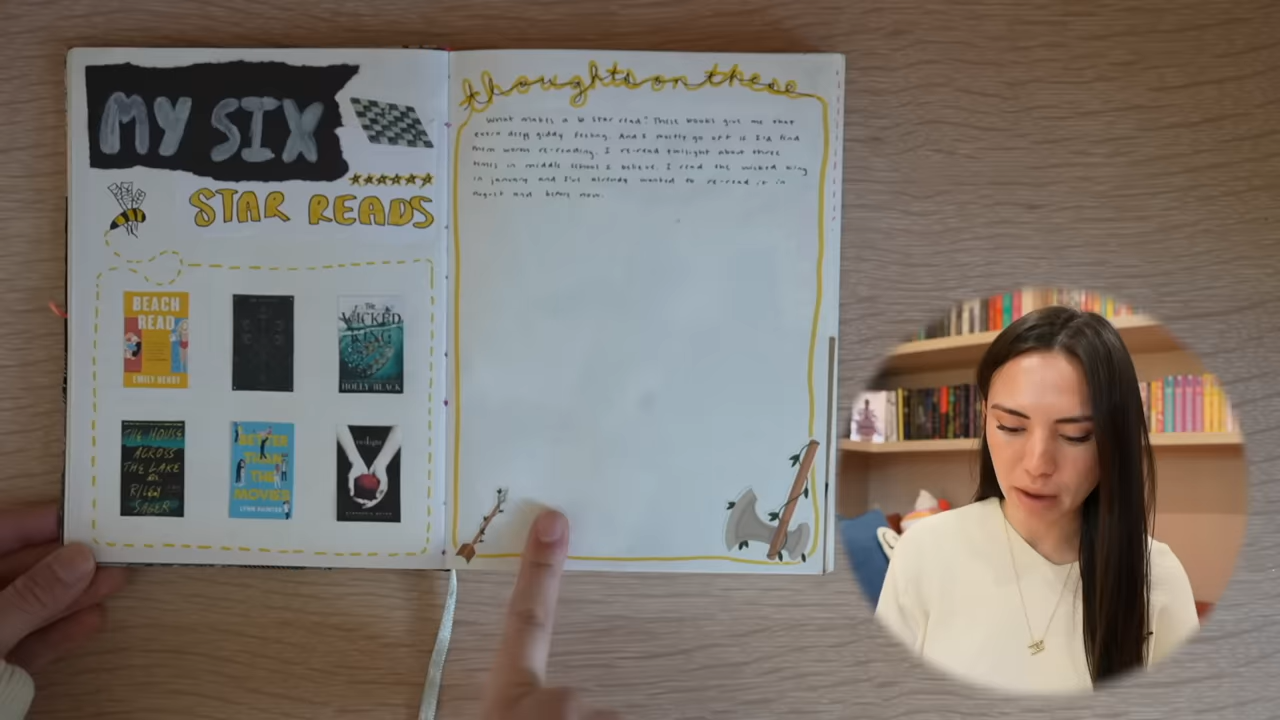 MY SIX
STAR READS
BEACH
READ
EMILY HENRY
THE
WICKED
KING
HOLLY BLACK
THE HOUSE
ACROSS
THE LAKE
RILEY
SAGER
BETTER
THAN
THE
MOVIES
LYNN PAINTER
twilight
thoughts on these
What makes a 6 star read? These books give me that
extra deep giddy feeling. And I mostly go off if I'd find
them worth re-reading. I re-read twilight about three
times in middle school I believe. I read the wicked king
in january and I've already wanted to re-read it in
august and before now.